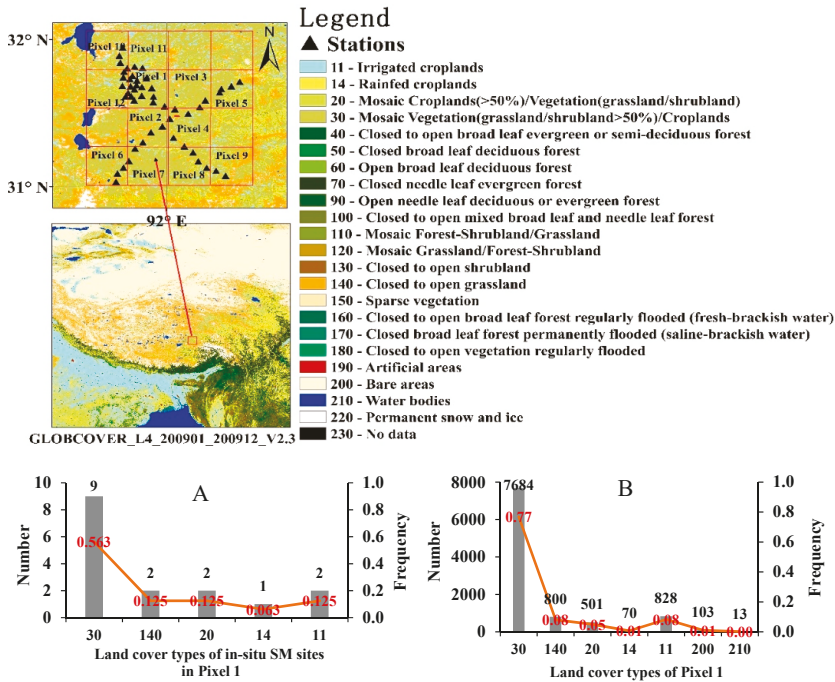 Legend
▲ Stations
32° N
31° N
92° E
N
Pixel 11
Pixel 1
Pixel 3
Pixel 12
Pixel 5
Pixel 2
Pixel 4
Pixel 6
Pixel 9
Pixel 7
Pixel 8
11 - Irrigated croplands
14 - Rainfed croplands
20 - Mosaic Croplands(>50%)/Vegetation(grassland/shrubland)
30 - Mosaic Vegetation(grassland/shrubland>50%)/Croplands
40 - Closed to open broad leaf evergreen or semi-deciduous forest
50 - Closed broad leaf deciduous forest
60 - Open broad leaf deciduous forest
70 - Closed needle leaf evergreen forest
90 - Open needle leaf deciduous or evergreen forest
100 - Closed to open mixed broad leaf and needle leaf forest
110 - Mosaic Forest-Shrubland/Grassland
120 - Mosaic Grassland/Forest-Shrubland
130 - Closed to open shrubland
140 - Closed to open grassland
150 - Sparse vegetation
160 - Closed to open broad leaf forest regularly flooded (fresh-brackish water)
170 - Closed broad leaf forest permanently flooded (saline-brackish water)
180 - Closed to open vegetation regularly flooded
190 - Artificial areas
200 - Bare areas
210 - Water bodies
220 - Permanent snow and ice
230 - No data
GLOBCOVER_L4_200901_200912_V2.3
A
Number
10
8
6
4
2
0
9
2
2
1
2
0.563
0.125
0.125
0.063
0.125
1.0
0.8
0.6
0.4
0.2
0.0
Frequency
30 140 20 14 11
Land cover types of in-situ SM sites
in Pixel 1
B
Number
8000
6000
4000
2000
0
7684
800
501
70
828
103
13
0.77
0.08
0.05
0.01
0.08
0.01
0.00
1.0
0.8
0.6
0.4
0.2
0.0
Frequency
30 140 20 14 11 200 210
Land cover types of Pixel 1